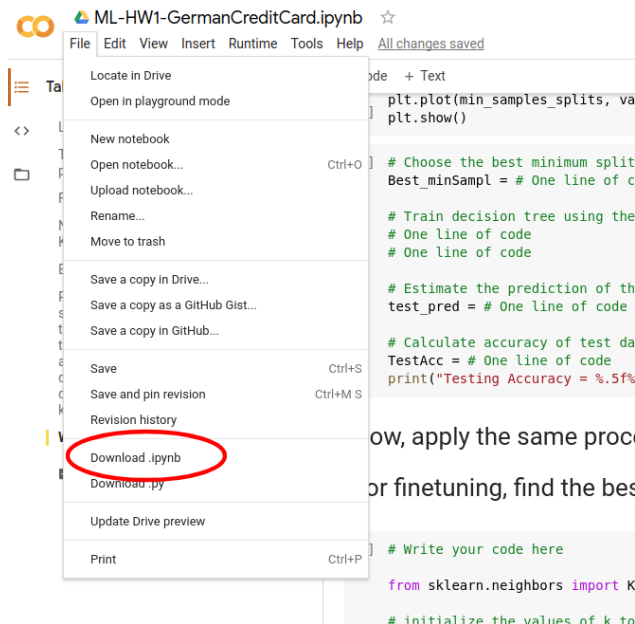 ML-HW1-GermanCreditCard.ipynb
File Edit View Insert Runtime Tools Help All changes saved
Locate in Drive
Open in playground mode
New notebook
Open notebook... Ctrl+O
Upload notebook...
Rename...
Move to trash
Save a copy in Drive...
Save a copy as a GitHub Gist...
Save a copy in GitHub...
Save Ctrl+S
Save and pin revision Ctrl+M S
Revision history
Download .ipynb
Download .py
Update Drive preview
Print Ctrl+P
+ Text
plt.plot(min_samples_splits, va
plt.show()
# Choose the best minimum split
Best_minSampl = # One line of c
# Train decision tree using the
# One line of code
# One line of code
# Estimate the prediction of th
test_pred = # One line of code
# Calculate accuracy of test da
TestAcc = # One line of code
print("Testing Accuracy = %.5f%
ow, apply the same proc
or finetuning, find the bes
# Write your code here
from sklearn.neighbors import K
# initialize the values of k to